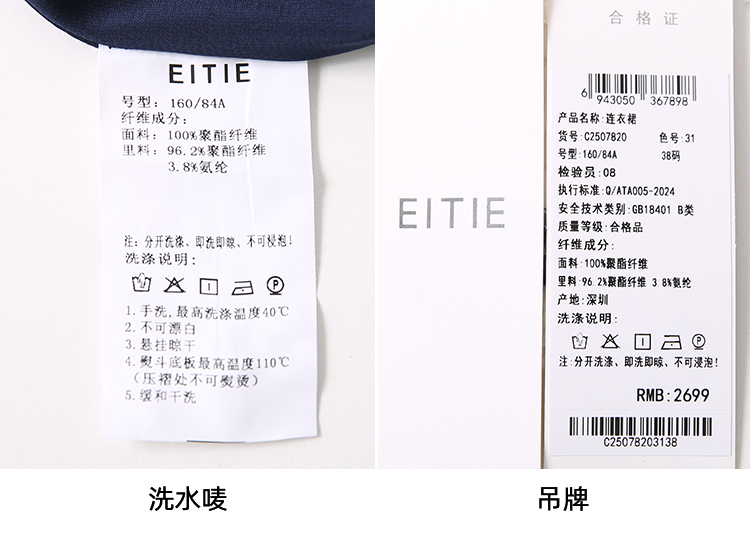 EITIE
号型: 160/84A
纤维成分:
面料: 100%聚酯纤维
里料: 96.2%聚酯纤维
3.8%氨纶
注: 分开洗涤、即洗即晾、不可浸泡!
洗涤说明:
1.手洗,最高洗涤温度40℃
2.不可漂白
3.悬挂晾干
4.熨斗底板最高温度110℃
(压褶处不可熨烫)
5.缓和干洗
洗水唛
EITIE
合格证
6 943050 367898
产品名称:连衣裙
货号:C2507820 色号:31
号型:160/84A 38码
检验员:08
执行标准:Q/ATA005-2024
安全技术类别:GB18401 B类
质量等级:合格品
纤维成分:
面料:100%聚酯纤维
里料:96.2%聚酯纤维 3.8%氨纶
产地:深圳
洗涤说明:
注:分开洗涤、即洗即晾、不可浸泡!
RMB:2699
C25078203138
吊牌